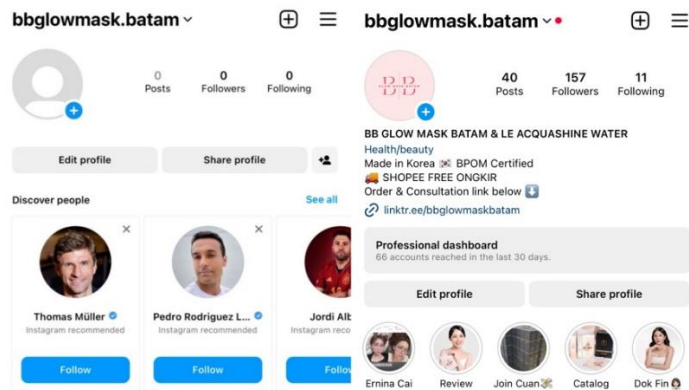 bbglowmask.batam
0
Posts
0
Followers
0
Following
Edit profile
Share profile
Discover people
See all
Thomas Müller
Instagram recommended
Follow
Pedro Rodriguez L...
Instagram recommended
Follow
Jordi Alb
Instagram reco
Follow
bbglowmask.batam
BB
40
Posts
157
Followers
11
Following
BB GLOW MASK BATAM & LE ACQUASHINE WATER
Health/beauty
Made in Korea 🇰🇷 BPOM Certified
🚚 SHOPEE FREE ONGKIR
Order & Consultation link below ⬇️
linktr.ee/bbglowmaskbatam
Professional dashboard
66 accounts reached in the last 30 days.
Edit profile
Share profile
Ernina Cai
Review
Join Cuan💸
Catalog
Dok Fin